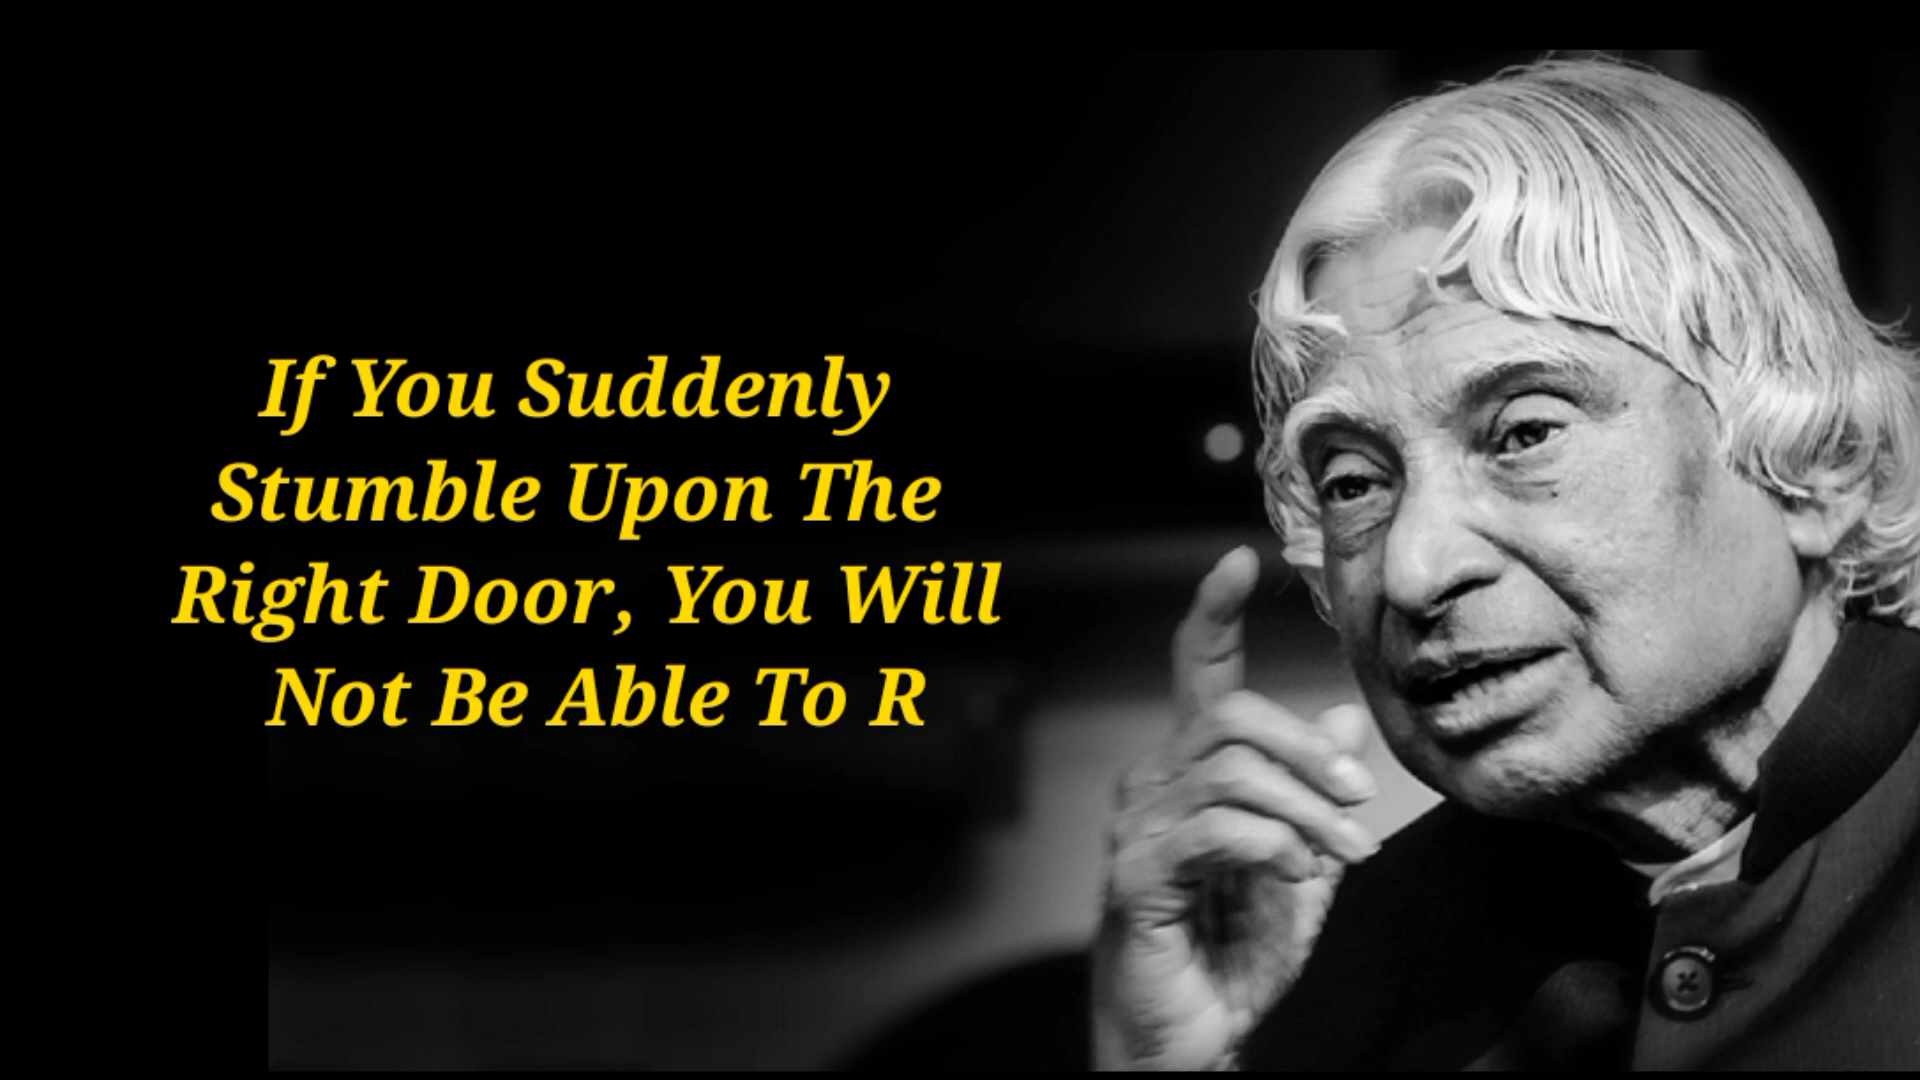 If You Suddenly
Stumble Upon The
Right Door, You Will
Not Be Able To R